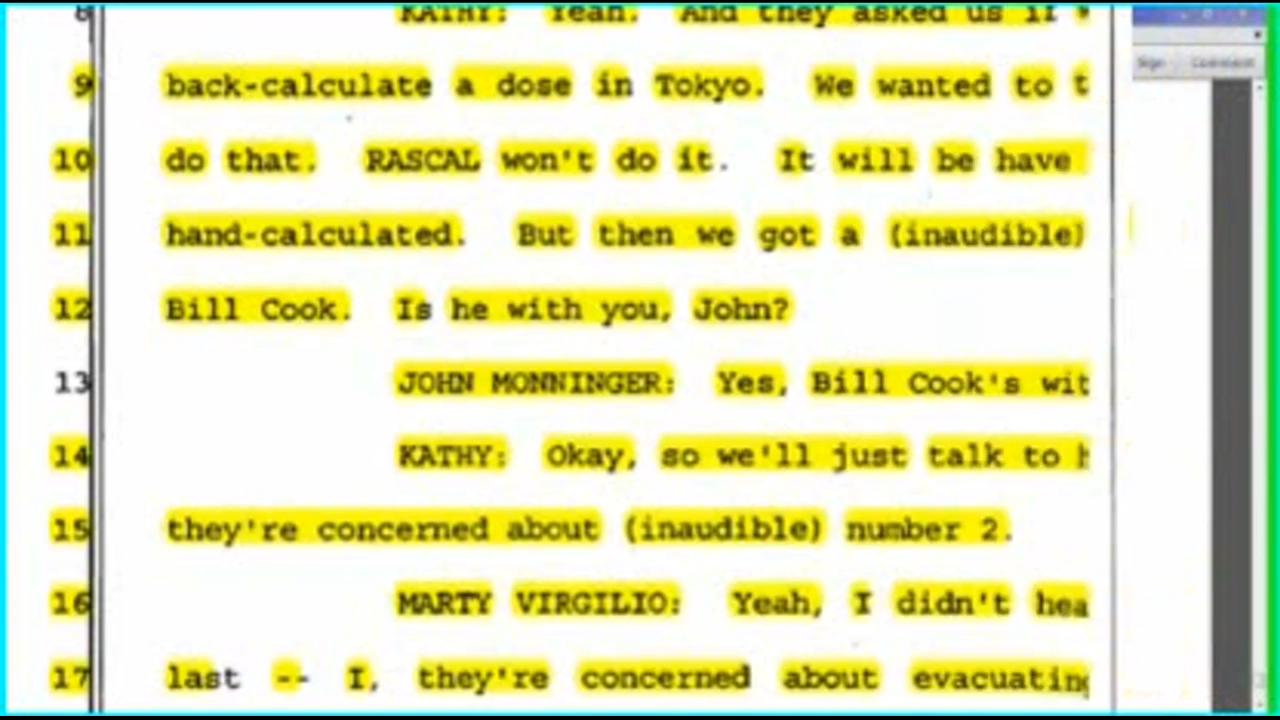 8 KATHY: Yeah. And they asked us if
9 back-calculate a dose in Tokyo. We wanted to t
10 do that. RASCAL won't do it. It will be have
11 hand-calculated. But then we got a (inaudible)
12 Bill Cook. Is he with you, John?
13 JOHN MONNINGER: Yes, Bill Cook's wit
14 KATHY: Okay, so we'll just talk to h
15 they're concerned about (inaudible) number 2.
16 MARTY VIRGILIO: Yeah, I didn't hea
17 last -- I, they're concerned about evacuating
Sign Comment